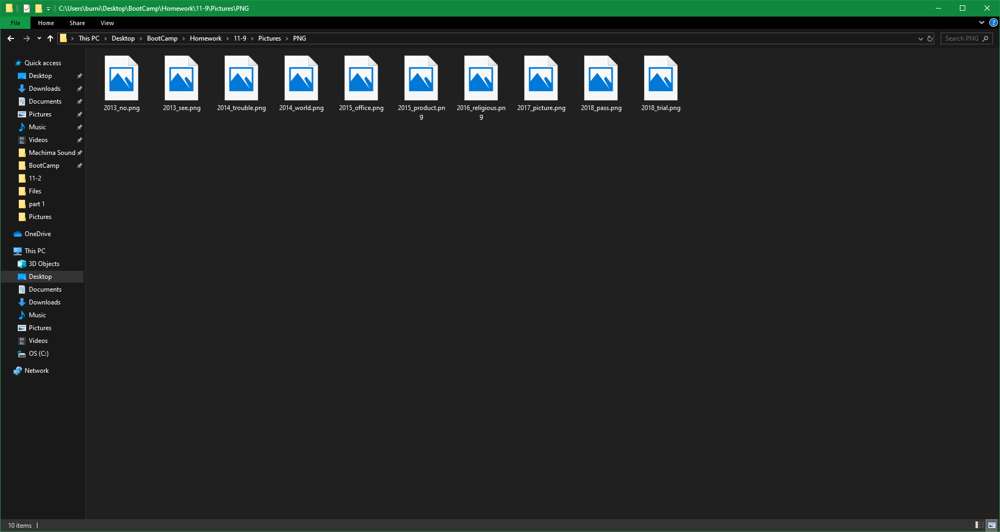 C:\Users\burni\Desktop\BootCamp\Homework\11-9\Pictures\PNG
File Home Share View
This PC > Desktop > BootCamp > Homework > 11-9 > Pictures > PNG
Search PNG
Quick access
Desktop
Downloads
Documents
Pictures
Music
Videos
Machima Sound
BootCamp
11-2
Files
part 1
Pictures
OneDrive
This PC
3D Objects
Desktop
Documents
Downloads
Music
Pictures
Videos
OS (C:)
Network
2013_no.png
2013_see.png
2014_trouble.png
2014_world.png
2015_office.png
2015_product.pn
g
2016_religious.pn
g
2017_picture.png
2018_pass.png
2018_trial.png
10 items